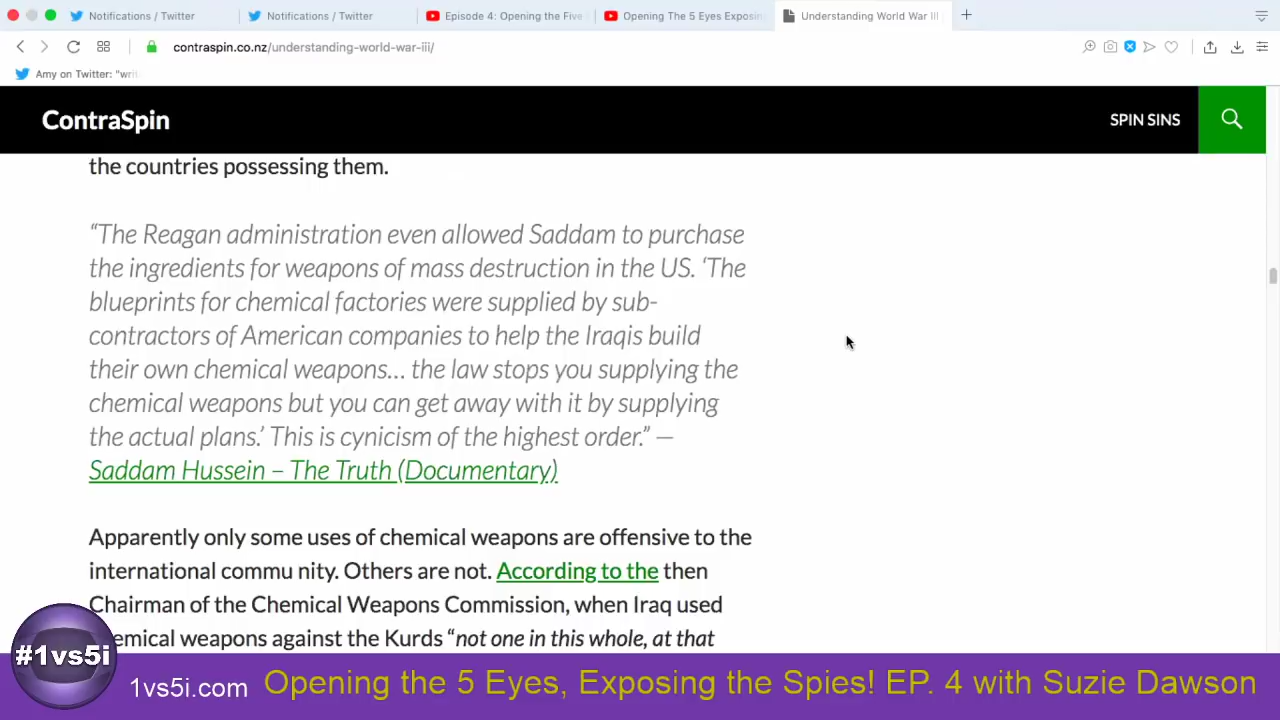 Notifications / Twitter
Notifications / Twitter
Episode 4: Opening the Five
Opening The 5 Eyes Exposin
Understanding World War III
contraspin.co.nz/understanding-world-war-iii/
Amy on Twitter: "writ
ContraSpin
SPIN SINS
the countries possessing them.
“The Reagan administration even allowed Saddam to purchase
the ingredients for weapons of mass destruction in the US. ‘The
blueprints for chemical factories were supplied by sub-
contractors of American companies to help the Iraqis build
their own chemical weapons… the law stops you supplying the
chemical weapons but you can get away with it by supplying
the actual plans.’ This is cynicism of the highest order.” —
Saddam Hussein – The Truth (Documentary)
Apparently only some uses of chemical weapons are offensive to the
international commu nity. Others are not. According to the then
Chairman of the Chemical Weapons Commission, when Iraq used
hemical weapons against the Kurds “not one in this whole, at that
#1vs5i
1vs5i.com
Opening the 5 Eyes, Exposing the Spies! EP. 4 with Suzie Dawson